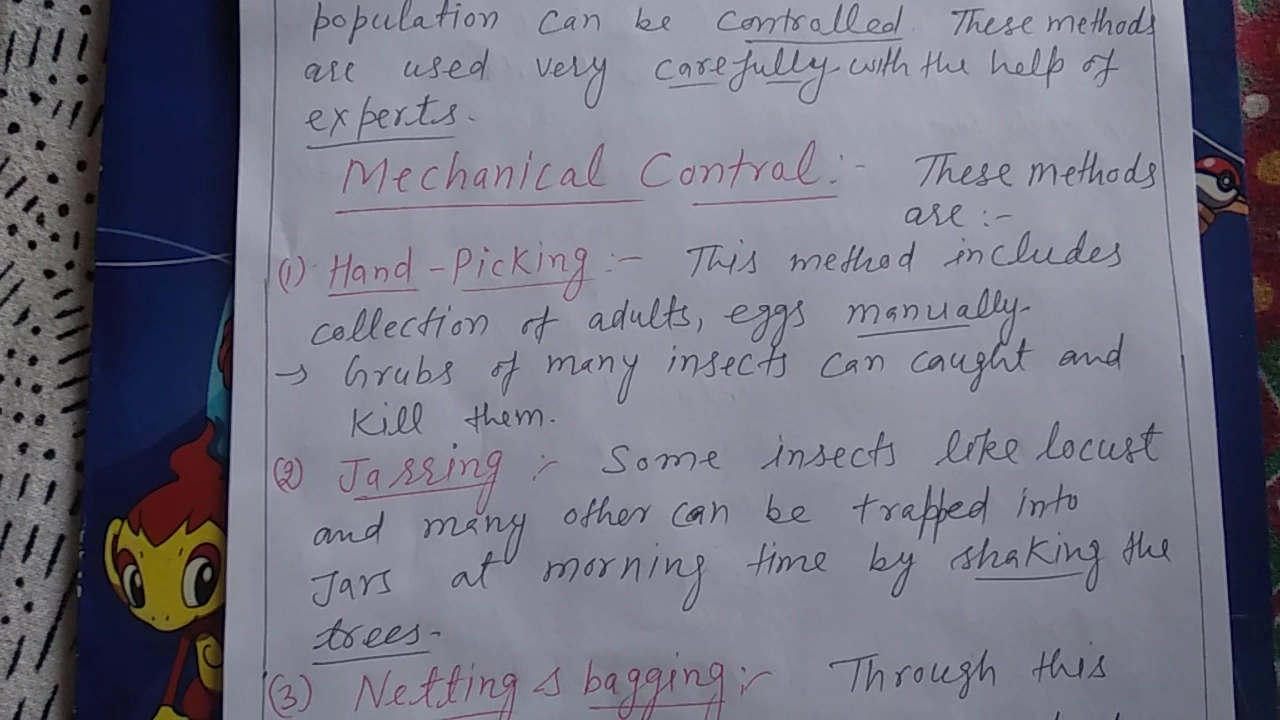 population can be controlled. These methods
are used very carefully with the help of
experts.
Mechanical Contral:- These methods
are :-
(1) Hand-Picking :- This method includes
collection of adults, eggs manually.
→ Grubs of many insects can caught and
kill them.
(2) Jarring :- Some insects like locust
and many other can be trapped into
Jars at morning time by shaking the
trees.
(3) Netting & bagging :- Through this